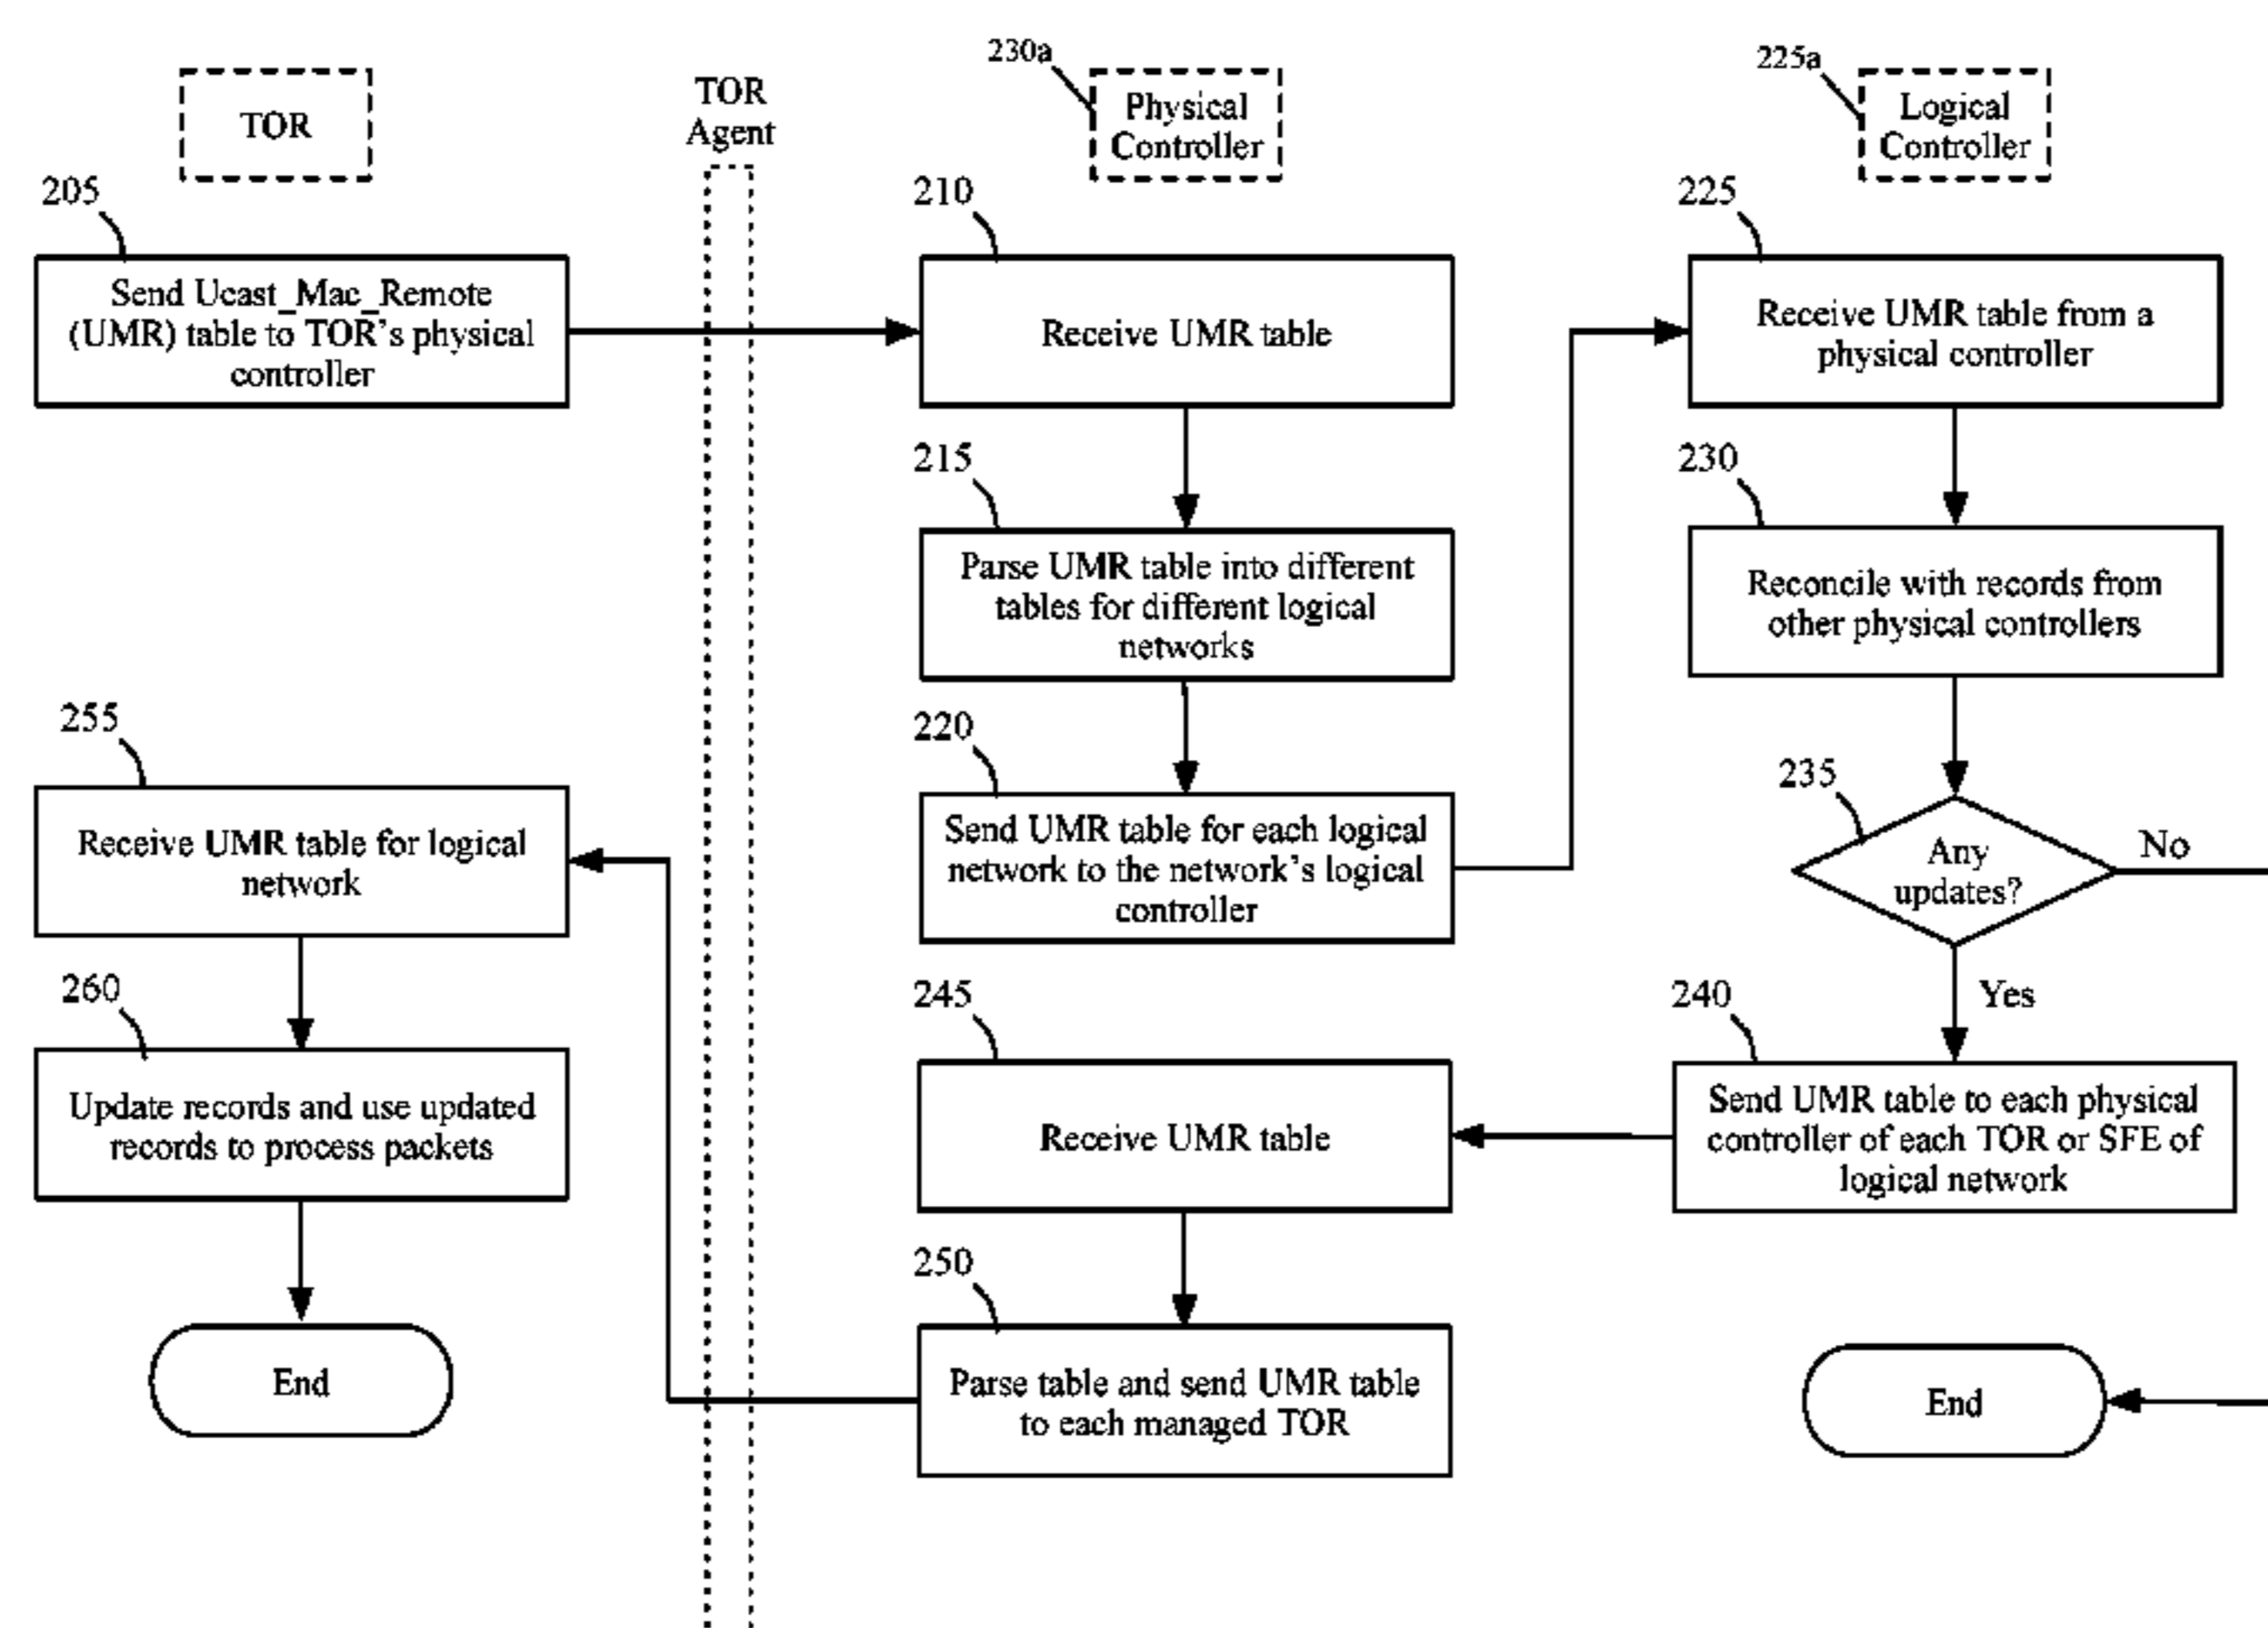 TOR
TOR
Agent
230a
Physical
Controller
225a
Logical
Controller
205
Send Ucast_Mac_Remote
(UMR) table to TOR's physical
controller
210
Receive UMR table
225
Receive UMR table from a
physical controller
215
Parse UMR table into different
tables for different logical
networks
230
Reconcile with records from
other physical controllers
255
Receive UMR table for logical
network
220
Send UMR table for each logical
network to the network's logical
controller
235
Any
updates?
No
Yes
260
Update records and use updated
records to process packets
245
Receive UMR table
240
Send UMR table to each physical
controller of each TOR or SFE of
logical network
End
250
Parse table and send UMR table
to each managed TOR
End